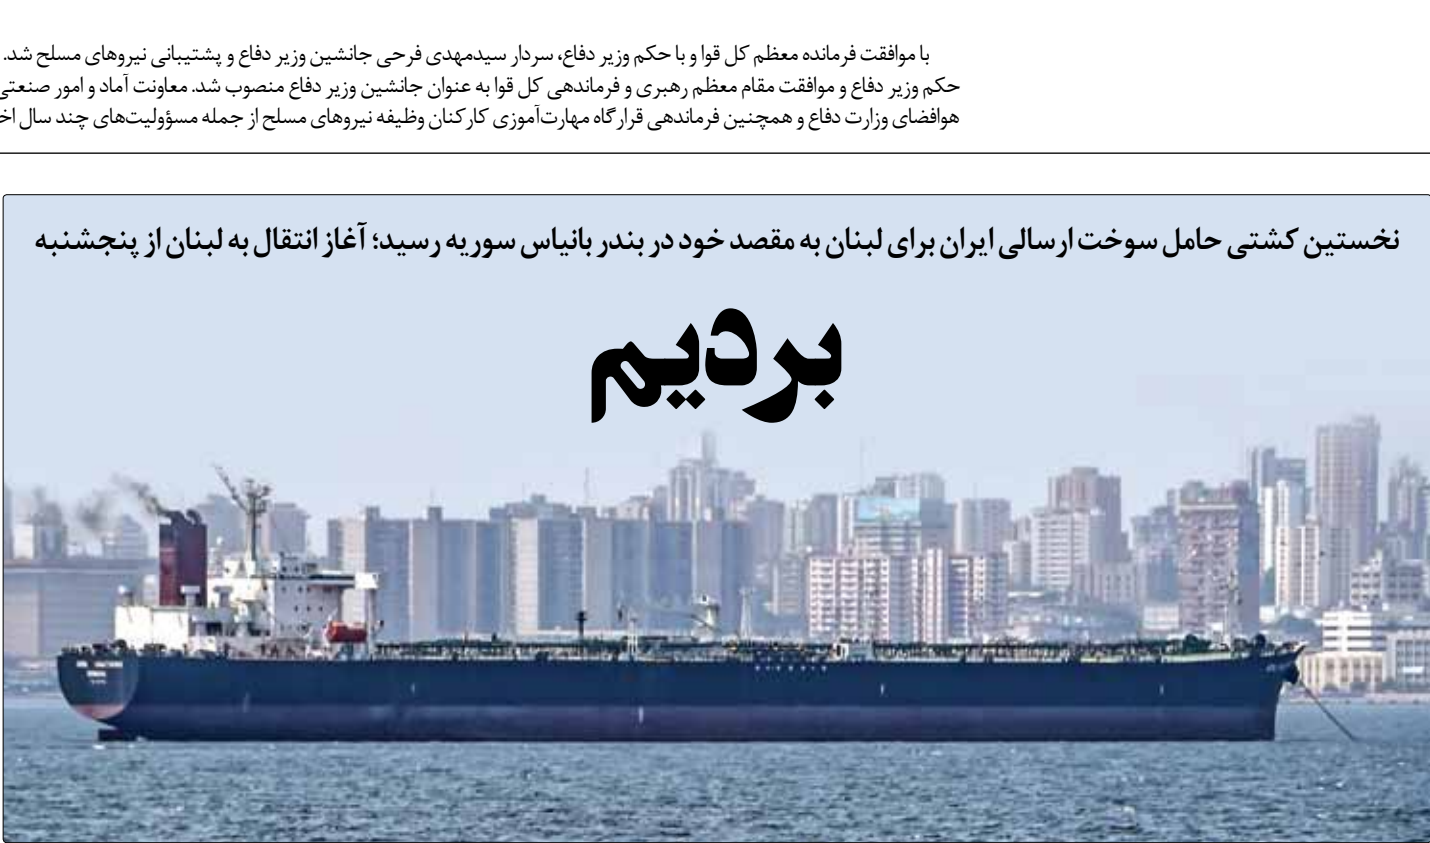 با موافقت فرمانده معظم کل قوا و با حکم وزیر دفاع، سردار سیدمهدی فرحی جانشین وزیر دفاع و پشتیبانی نیروهای مسلح شد.
حکم وزیر دفاع و موافقت مقام معظم رهبری و فرماندهی کل قوا به عنوان جانشین وزیر دفاع منصوب شد. معاونت آماد و امور صنعتی
هوافضای وزارت دفاع و همچنین فرماندهی قرارگاه مهارت‌آموزی کارکنان وظیفه نیروهای مسلح از جمله مسؤولیت‌های چند سال
نخستین کشتی حامل سوخت ارسالی ایران برای لبنان به مقصد خود در بندر بانیاس سوریه رسید؛ آغاز انتقال به لبنان از پنجشنبه
بردیم